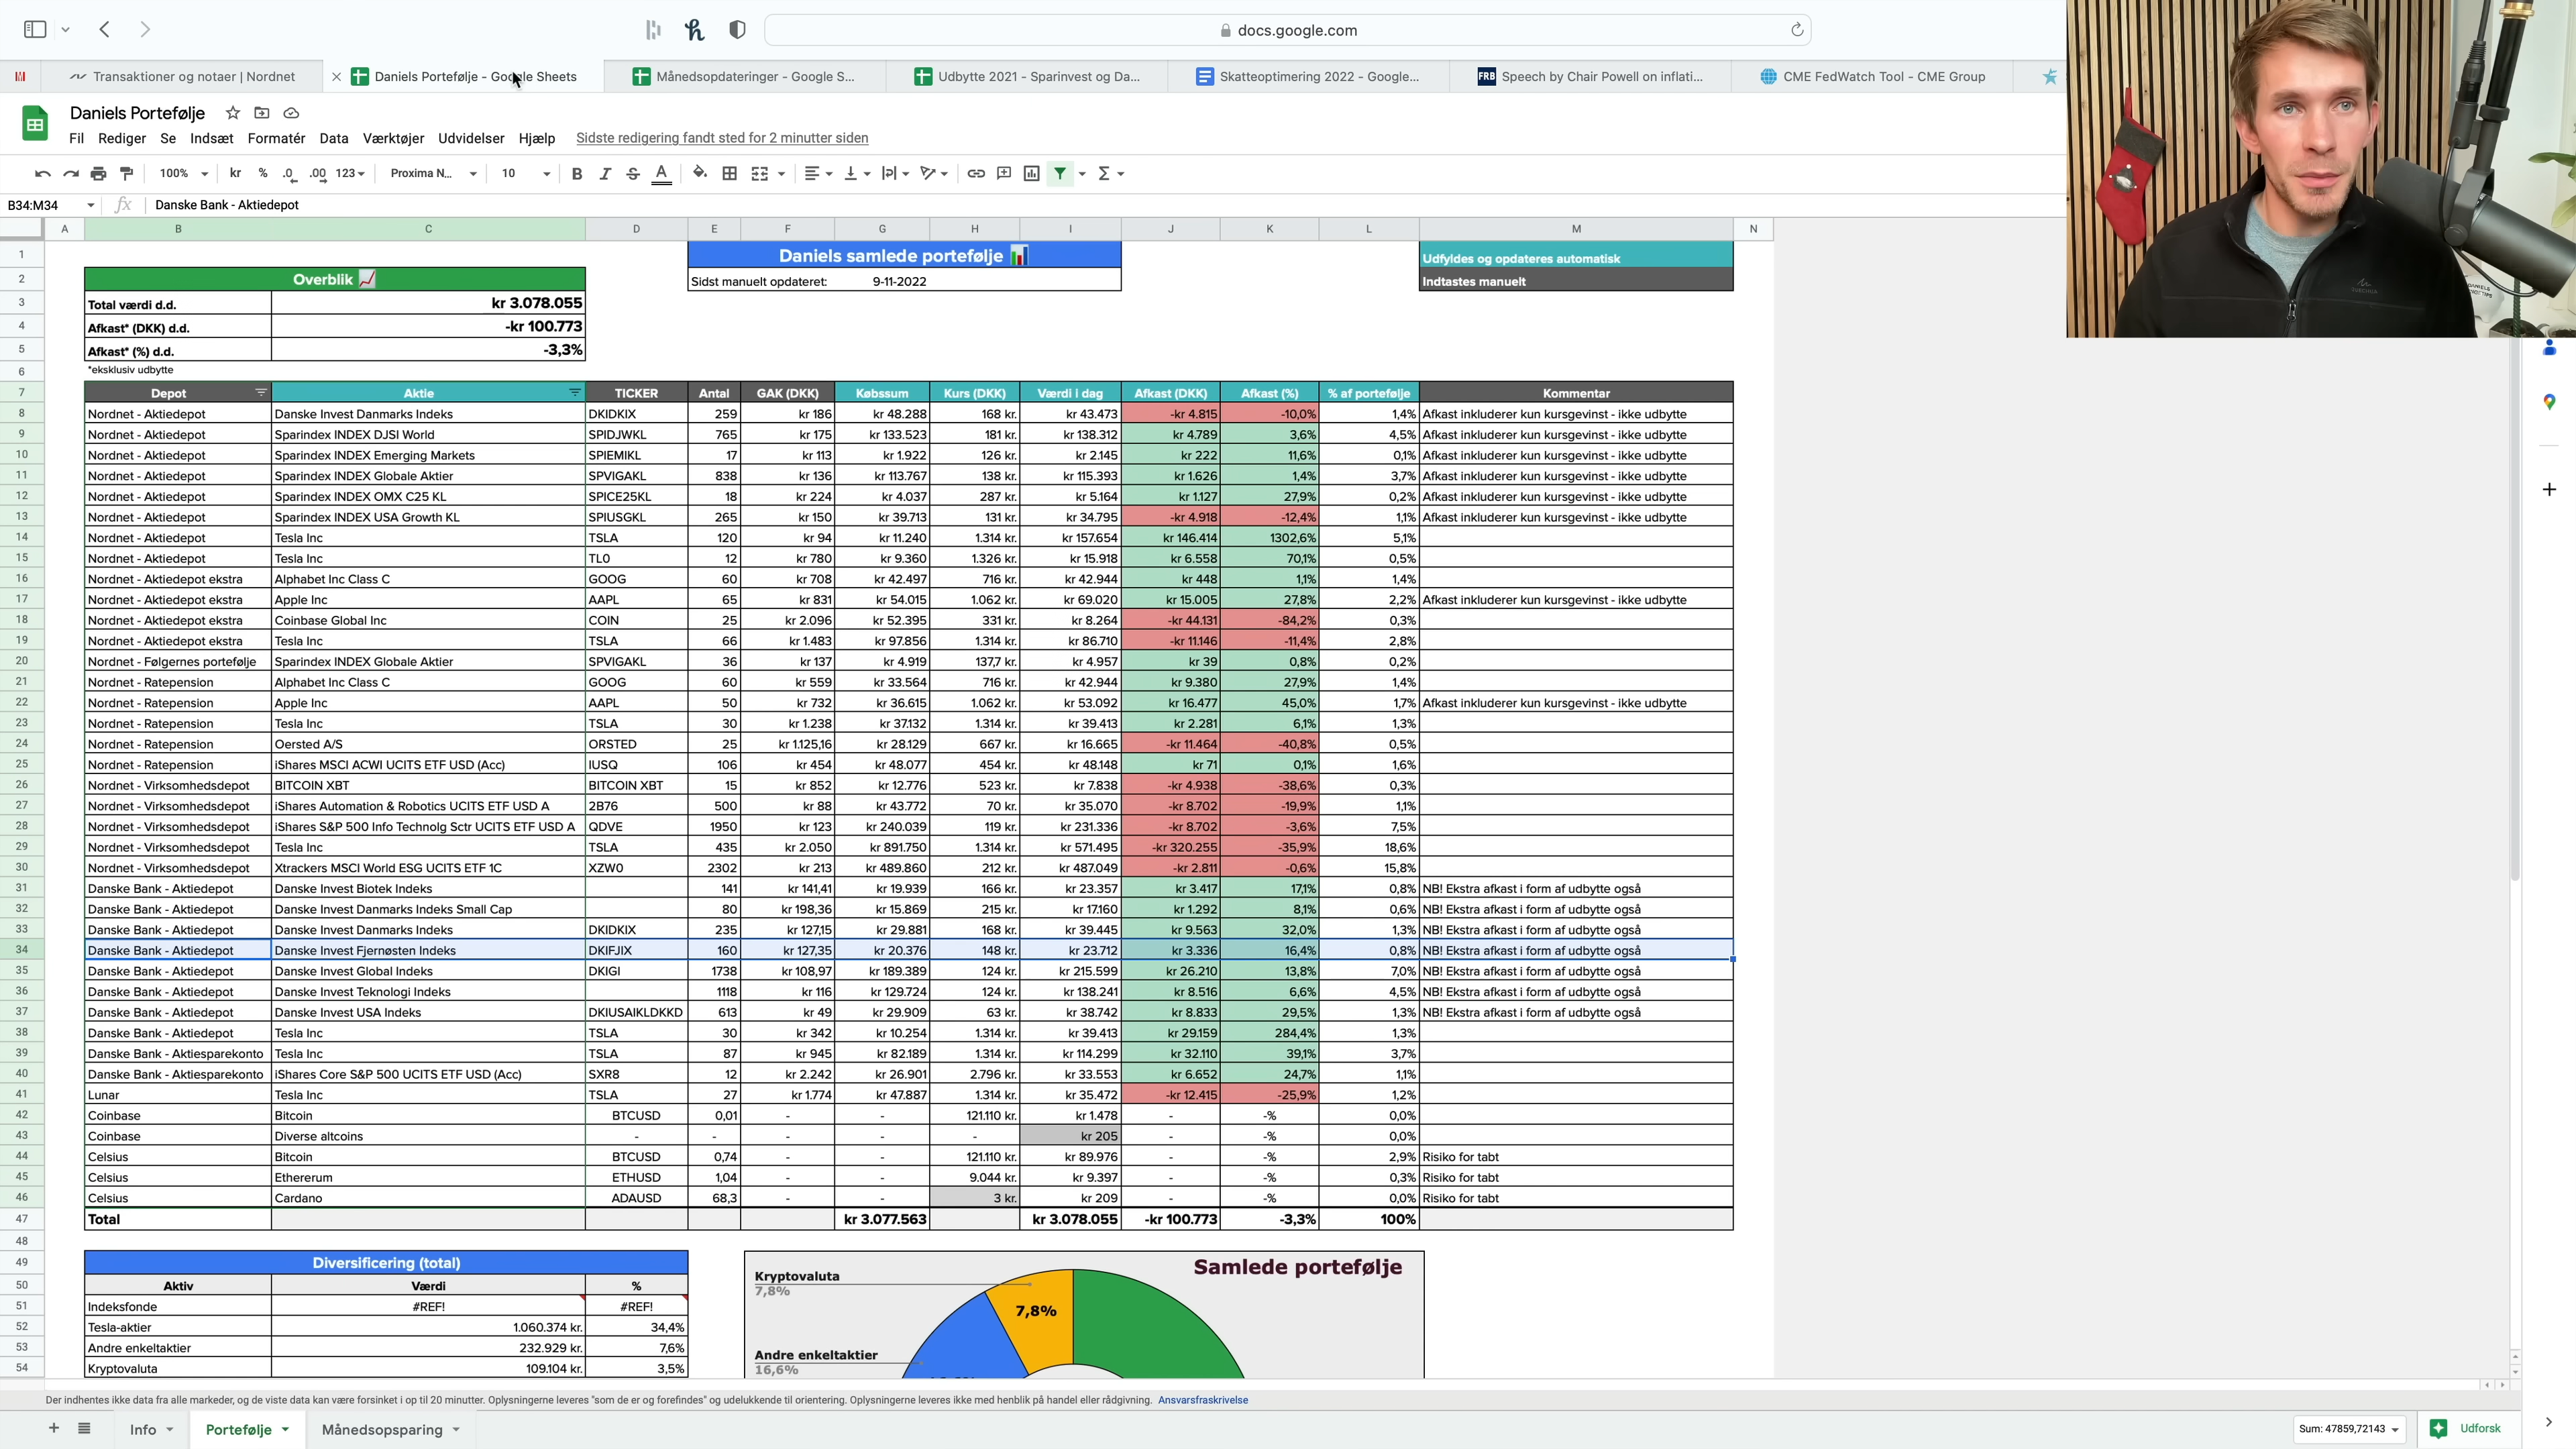 docs.google.com
Transaktioner og notaer | Nordnet
Daniels Portefølje - Google Sheets
Månedsopdateringer - Google S...
Udbytte 2021 - Sparinvest og Da...
Skatteoptimering 2022 - Google...
FRB Speech by Chair Powell on inflati...
CME FedWatch Tool - CME Group
Daniels Portefølje
Fil Rediger Se Indsæt Formatér Data Værktøjer Udvidelser Hjælp Sidste redigering fandt sted for 2 minutter siden
100% kr % .0 .00 123 Proxima N... 10 B I S A
B34:M34 fx Danske Bank - Aktiedepot
A B C D E F G H I J K L M N
1 Daniels samlede portefølje Udfyldes og opdateres automatisk
2 Overblik Sidst manuelt opdateret: 9-11-2022 Indtastes manuelt
3 Total værdi d.d. kr 3.078.055
4 Afkast* (DKK) d.d. -kr 100.773
5 Afkast* (%) d.d. -3,3%
6 *eksklusiv udbytte
7 Depot Aktie TICKER Antal GAK (DKK) Købssum Kurs (DKK) Værdi i dag Afkast (DKK) Afkast (%) % af portefølje Kommentar
8 Nordnet - Aktiedepot Danske Invest Danmarks Indeks DKIDKIX 259 kr 186 kr 48.288 168 kr. kr 43.473 -kr 4.815 -10,0% 1,4% Afkast inkluderer kun kursgevinst - ikke udbytte
9 Nordnet - Aktiedepot Sparindex INDEX DJSI World SPIDJWKL 765 kr 175 kr 133.523 181 kr. kr 138.312 kr 4.789 3,6% 4,5% Afkast inkluderer kun kursgevinst - ikke udbytte
10 Nordnet - Aktiedepot Sparindex INDEX Emerging Markets SPIEMIKL 17 kr 113 kr 1.922 126 kr. kr 2.145 kr 222 11,6% 0,1% Afkast inkluderer kun kursgevinst - ikke udbytte
11 Nordnet - Aktiedepot Sparindex INDEX Globale Aktier SPVIGAKL 838 kr 136 kr 113.767 138 kr. kr 115.393 kr 1.626 1,4% 3,7% Afkast inkluderer kun kursgevinst - ikke udbytte
12 Nordnet - Aktiedepot Sparindex INDEX OMX C25 KL SPICE25KL 18 kr 224 kr 4.037 287 kr. kr 5.164 kr 1.127 27,9% 0,2% Afkast inkluderer kun kursgevinst - ikke udbytte
13 Nordnet - Aktiedepot Sparindex INDEX USA Growth KL SPIUSGKL 265 kr 150 kr 39.713 131 kr. kr 34.795 -kr 4.918 -12,4% 1,1% Afkast inkluderer kun kursgevinst - ikke udbytte
14 Nordnet - Aktiedepot Tesla Inc TSLA 120 kr 94 kr 11.240 1.314 kr. kr 157.654 kr 146.414 1302,6% 5,1%
15 Nordnet - Aktiedepot Tesla Inc TL0 12 kr 780 kr 9.360 1.326 kr. kr 15.918 kr 6.558 70,1% 0,5%
16 Nordnet - Aktiedepot ekstra Alphabet Inc Class C GOOG 60 kr 708 kr 42.497 716 kr. kr 42.944 kr 448 1,1% 1,4%
17 Nordnet - Aktiedepot ekstra Apple Inc AAPL 65 kr 831 kr 54.015 1.062 kr. kr 69.020 kr 15.005 27,8% 2,2% Afkast inkluderer kun kursgevinst - ikke udbytte
18 Nordnet - Aktiedepot ekstra Coinbase Global Inc COIN 25 kr 2.096 kr 52.395 331 kr. kr 8.264 -kr 44.131 -84,2% 0,3%
19 Nordnet - Aktiedepot ekstra Tesla Inc TSLA 66 kr 1.483 kr 97.856 1.314 kr. kr 86.710 -kr 11.146 -11,4% 2,8%
20 Nordnet - Følgernes portefølje Sparindex INDEX Globale Aktier SPVIGAKL 36 kr 137 kr 4.919 137,7 kr. kr 4.957 kr 39 0,8% 0,2%
21 Nordnet - Ratepension Alphabet Inc Class C GOOG 60 kr 559 kr 33.564 716 kr. kr 42.944 kr 9.380 27,9% 1,4%
22 Nordnet - Ratepension Apple Inc AAPL 50 kr 732 kr 36.615 1.062 kr. kr 53.092 kr 16.477 45,0% 1,7% Afkast inkluderer kun kursgevinst - ikke udbytte
23 Nordnet - Ratepension Tesla Inc TSLA 30 kr 1.238 kr 37.132 1.314 kr. kr 39.413 kr 2.281 6,1% 1,3%
24 Nordnet - Ratepension Oersted A/S ORSTED 25 kr 1.125,16 kr 28.129 667 kr. kr 16.665 -kr 11.464 -40,8% 0,5%
25 Nordnet - Ratepension iShares MSCI ACWI UCITS ETF USD (Acc) IUSQ 106 kr 454 kr 48.077 454 kr. kr 48.148 kr 71 0,1% 1,6%
26 Nordnet - Virksomhedsdepot BITCOIN XBT BITCOIN XBT 15 kr 852 kr 12.776 523 kr. kr 7.838 -kr 4.938 -38,6% 0,3%
27 Nordnet - Virksomhedsdepot iShares Automation & Robotics UCITS ETF USD A 2B76 500 kr 88 kr 43.772 70 kr. kr 35.070 -kr 8.702 -19,9% 1,1%
28 Nordnet - Virksomhedsdepot iShares S&P 500 Info Technolg Sctr UCITS ETF USD A QDVE 1950 kr 123 kr 240.039 119 kr. kr 231.336 -kr 8.702 -3,6% 7,5%
29 Nordnet - Virksomhedsdepot Tesla Inc TSLA 435 kr 2.050 kr 891.750 1.314 kr. kr 571.495 -kr 320.255 -35,9% 18,6%
30 Nordnet - Virksomhedsdepot Xtrackers MSCI World ESG UCITS ETF 1C XZW0 2302 kr 213 kr 489.860 212 kr. kr 487.049 -kr 2.811 -0,6% 15,8%
31 Danske Bank - Aktiedepot Danske Invest Biotek Indeks 141 kr 141,41 kr 19.939 166 kr. kr 23.357 kr 3.417 17,1% 0,8% NB! Ekstra afkast i form af udbytte også
32 Danske Bank - Aktiedepot Danske Invest Danmarks Indeks Small Cap 80 kr 198,36 kr 15.869 215 kr. kr 17.160 kr 1.292 8,1% 0,6% NB! Ekstra afkast i form af udbytte også
33 Danske Bank - Aktiedepot Danske Invest Danmarks Indeks DKIDKIX 235 kr 127,15 kr 29.881 168 kr. kr 39.445 kr 9.563 32,0% 1,3% NB! Ekstra afkast i form af udbytte også
34 Danske Bank - Aktiedepot Danske Invest Fjernøsten Indeks DKIFJIX 160 kr 127,35 kr 20.376 148 kr. kr 23.712 kr 3.336 16,4% 0,8% NB! Ekstra afkast i form af udbytte også
35 Danske Bank - Aktiedepot Danske Invest Global Indeks DKIGI 1738 kr 108,97 kr 189.389 124 kr. kr 215.599 kr 26.210 13,8% 7,0% NB! Ekstra afkast i form af udbytte også
36 Danske Bank - Aktiedepot Danske Invest Teknologi Indeks 1118 kr 116 kr 129.724 124 kr. kr 138.241 kr 8.516 6,6% 4,5% NB! Ekstra afkast i form af udbytte også
37 Danske Bank - Aktiedepot Danske Invest USA Indeks DKIUSAIKLDKKD 613 kr 49 kr 29.909 63 kr. kr 38.742 kr 8.833 29,5% 1,3% NB! Ekstra afkast i form af udbytte også
38 Danske Bank - Aktiedepot Tesla Inc TSLA 30 kr 342 kr 10.254 1.314 kr. kr 39.413 kr 29.159 284,4% 1,3%
39 Danske Bank - Aktiesparekonto Tesla Inc TSLA 87 kr 945 kr 82.189 1.314 kr. kr 114.299 kr 32.110 39,1% 3,7%
40 Danske Bank - Aktiesparekonto iShares Core S&P 500 UCITS ETF USD (Acc) SXR8 12 kr 2.242 kr 26.901 2.796 kr. kr 33.553 kr 6.652 24,7% 1,1%
41 Lunar Tesla Inc TSLA 27 kr 1.774 kr 47.887 1.314 kr. kr 35.472 -kr 12.415 -25,9% 1,2%
42 Coinbase Bitcoin BTCUSD 0,01 - - 121.110 kr. kr 1.478 - -% 0,0%
43 Coinbase Diverse altcoins - - - - - kr 205 - -% 0,0%
44 Celsius Bitcoin BTCUSD 0,74 - - 121.110 kr. kr 89.976 - -% 2,9% Risiko for tabt
45 Celsius Ethererum ETHUSD 1,04 - - 9.044 kr. kr 9.397 - -% 0,3% Risiko for tabt
46 Celsius Cardano ADAUSD 68,3 - - 3 kr. kr 209 - -% 0,0% Risiko for tabt
47 Total kr 3.077.563 kr 3.078.055 -kr 100.773 -3,3% 100%
48
49 Diversificering (total)
50 Aktiv Værdi %
51 Indeksfonde #REF! #REF!
52 Tesla-aktier 1.060.374 kr. 34,4%
53 Andre enkeltaktier 232.929 kr. 7,6%
54 Kryptovaluta 109.104 kr. 3,5%
Samlede portefølje
Kryptovaluta
7,8%
7,8%
Andre enkeltaktier
16,6%
Der indhentes ikke data fra alle markeder, og de viste data kan være forsinket i op til 20 minutter. Oplysningerne leveres "som de er og forefindes" og udelukkende til orientering. Oplysningerne leveres ikke med henblik på handel eller rådgivning. Ansvarsfraskrivelse
Info Portefølje Månedsopsparing
Sum: 47859,72143 Udforsk